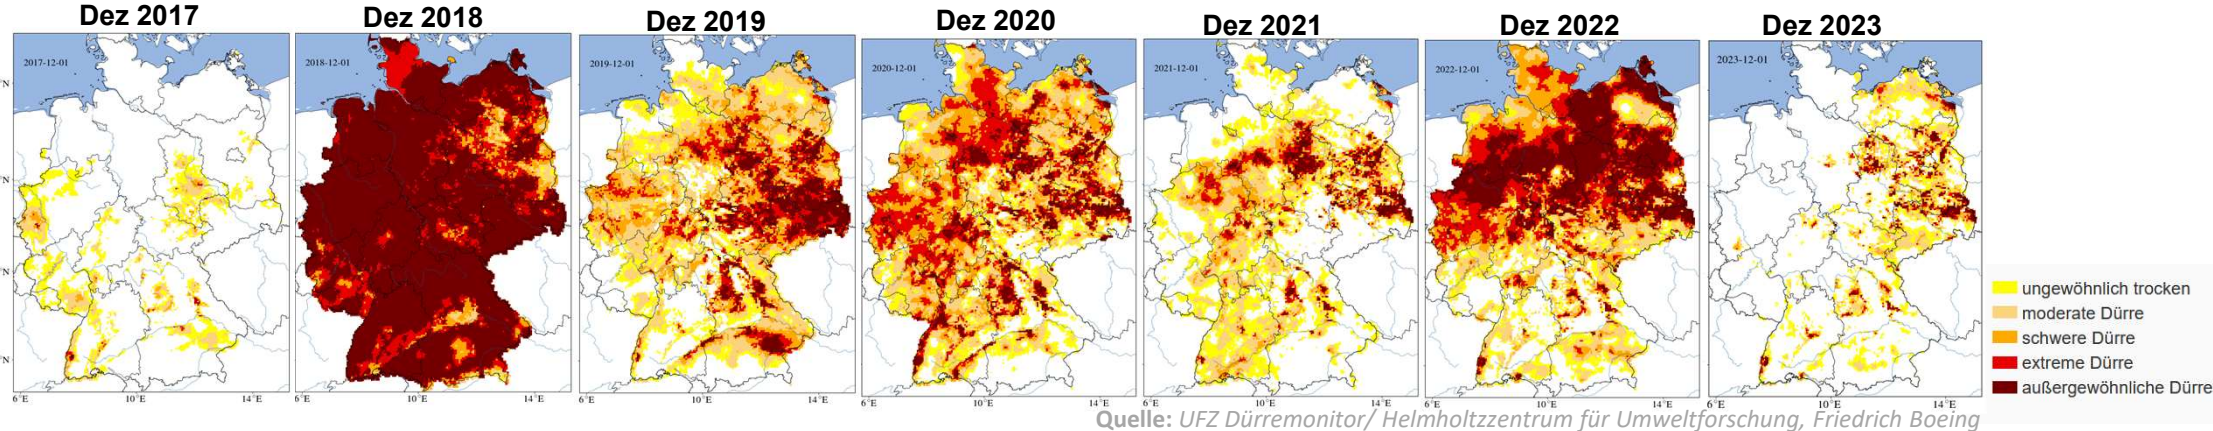 Dez 2017
Dez 2018
Dez 2019
Dez 2020
Dez 2021
Dez 2022
Dez 2023
2017-12-01
2018-12-01
2019-12-01
2020-12-01
2021-12-01
2022-12-01
2023-12-01
°N
°N
°N
°N
6°E 10°E 14°E
6°E 10°E 14°E
6°E 10°E 14°E
6°E 10°E 14°E
6°E 10°E 14°E
6°E 10°E 14°E
6°E 10°E 14°E
ungewöhnlich trocken
moderate Dürre
schwere Dürre
extreme Dürre
außergewöhnliche Dürre
Quelle: UFZ Dürremonitor/ Helmholtzzentrum für Umweltforschung, Friedrich Boeing